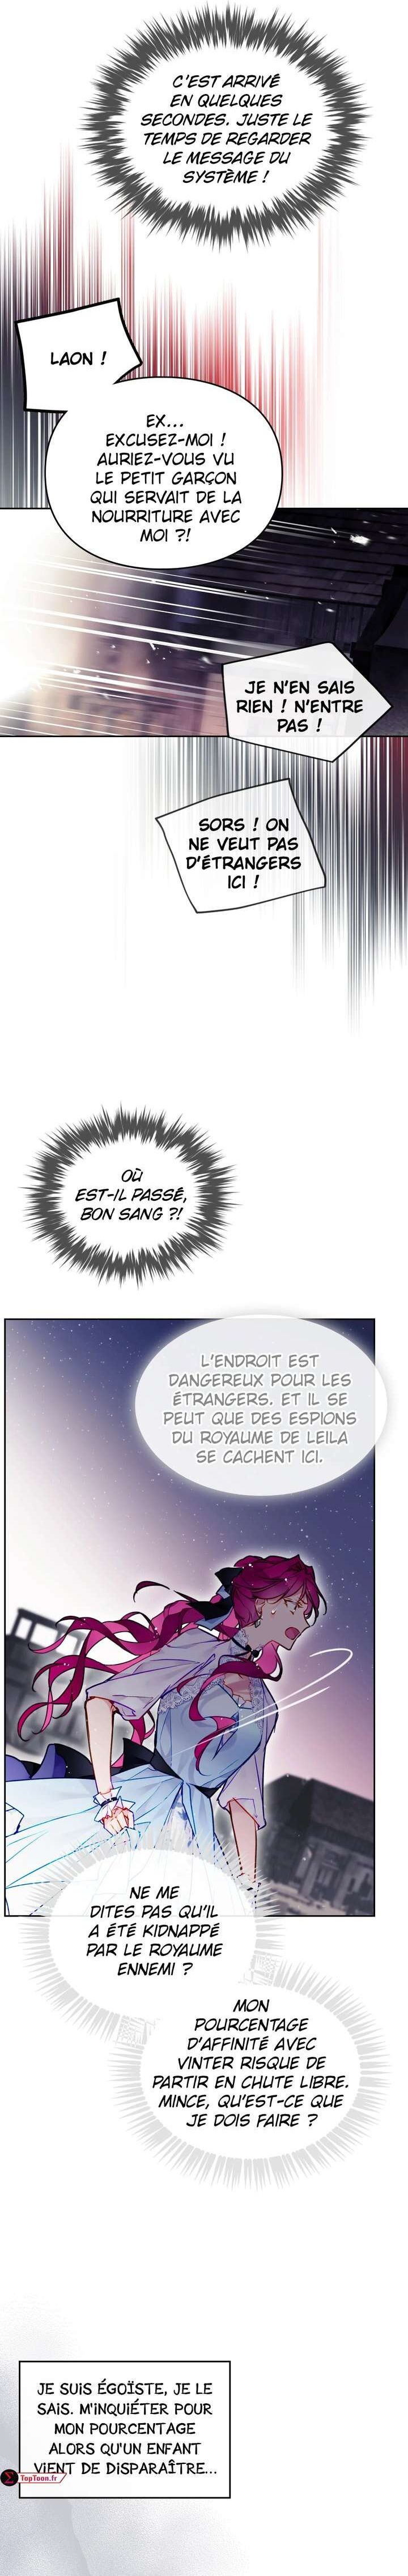 C'EST ARRIVÉ
EN QUELQUES
SECONDES. JUSTE LE
TEMPS DE REGARDER
LE MESSAGE DU
SYSTÈME !
LAON !
EX...
EXCUSEZ-MOI !
AURIEZ-VOUS VU
LE PETIT GARÇON
QUI SERVAIT DE LA
NOURRITURE AVEC
MOI ?!
JE N'EN SAIS
RIEN ! N'ENTRE
PAS !
SORS ! ON
NE VEUT PAS
D'ÉTRANGERS
ICI !
OÙ
EST-IL PASSÉ,
BON SANG ?!
L'ENDROIT EST
DANGEREUX POUR LES
ÉTRANGERS. ET IL SE
PEUT QUE DES ESPIONS
DU ROYAUME DE LEILA
SE CACHENT ICI.
NE ME
DITES PAS QU'IL
A ÉTÉ KIDNAPPÉ
PAR LE ROYAUME
ENNEMI ?
MON
POURCENTAGE
D'AFFINITÉ AVEC
VINTER RISQUE DE
PARTIR EN CHUTE LIBRE.
MINCE, QU'EST-CE QUE
JE DOIS FAIRE ?
JE SUIS ÉGOÏSTE, JE LE
SAIS. M'INQUIÉTER POUR
MON POURCENTAGE
ALORS QU'UN ENFANT
VIENT DE DISPARAÎTRE...
TopToon.fr